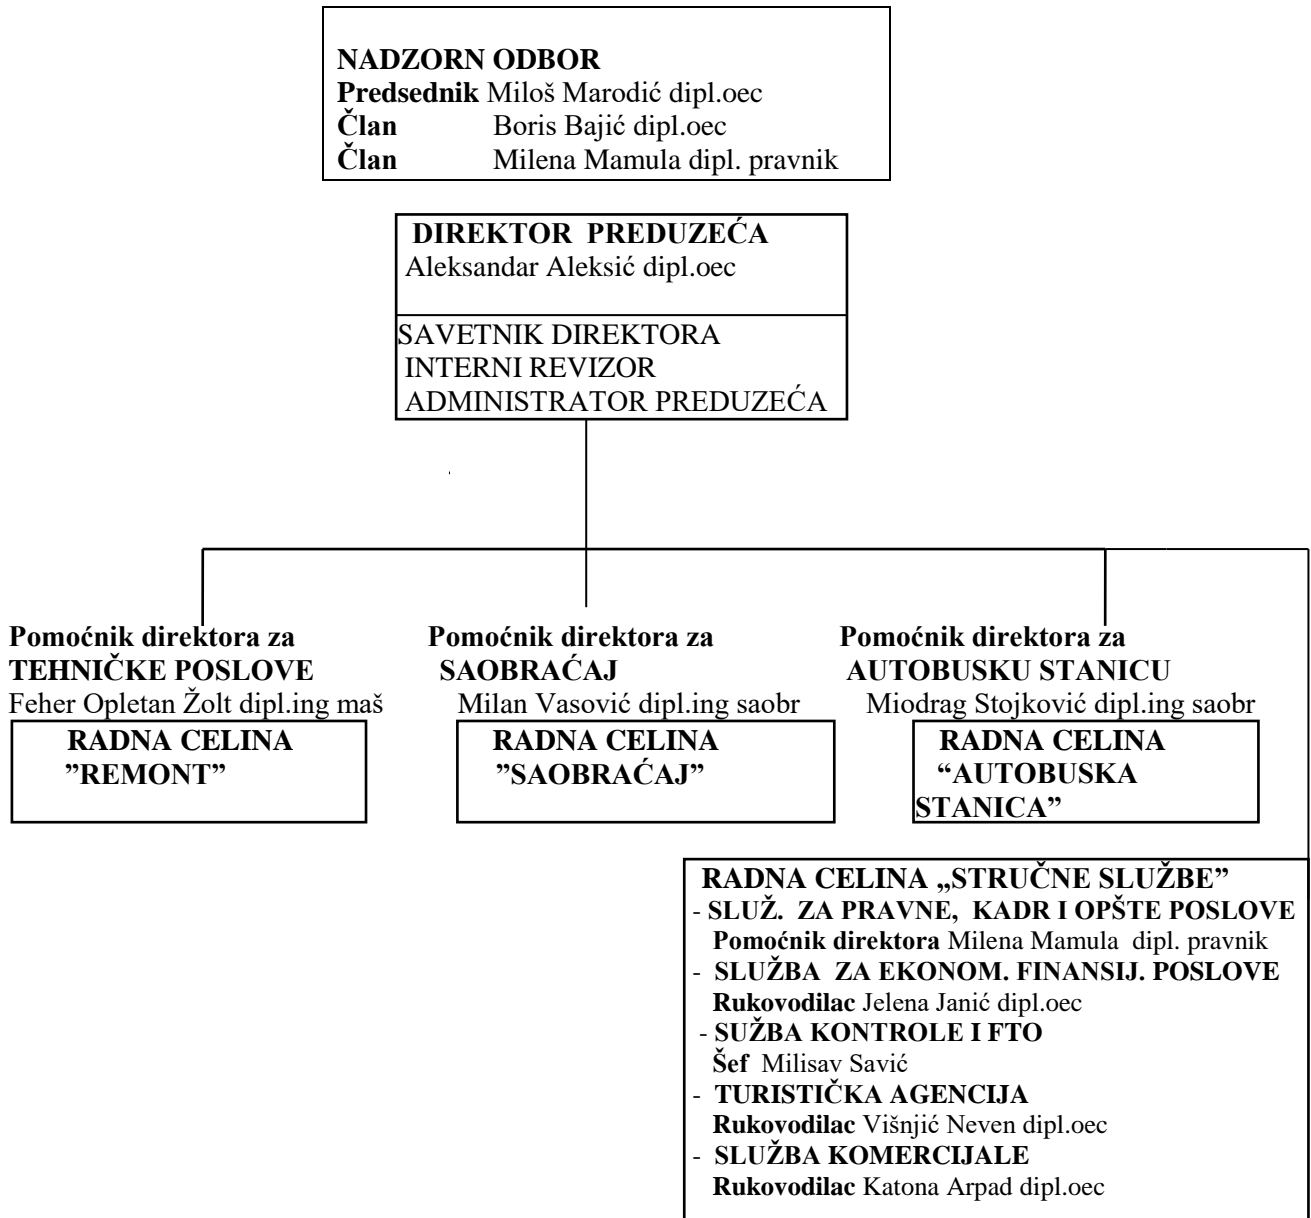 NADZORN ODBOR
Predsednik Miloš Marodić dipl.oec
Član Boris Bajić dipl.oec
Član Milena Mamula dipl. pravnik
DIREKTOR PREDUZEĆA
Aleksandar Aleksić dipl.oec
SAVETNIK DIREKTORA
INTERNI REVIZOR
ADMINISTRATOR PREDUZEĆA
Pomoćnik direktora za
TEHNIČKE POSLOVE
Feher Opletan Žolt dipl.ing maš
RADNA CELINA
”REMONT”
Pomoćnik direktora za
SAOBRAĆAJ
Milan Vasović dipl.ing saobr
RADNA CELINA
”SAOBRAĆAJ”
Pomoćnik direktora za
AUTOBUSKU STANICU
Miodrag Stojković dipl.ing saobr
RADNA CELINA
“AUTOBUSKA
STANICA”
RADNA CELINA „STRUČNE SLUŽBE”
- SLUŽ. ZA PRAVNE, KADR I OPŠTE POSLOVE
Pomoćnik direktora Milena Mamula dipl. pravnik
- SLUŽBA ZA EKONOM. FINANSIJ. POSLOVE
Rukovodilac Jelena Janić dipl.oec
- SUŽBA KONTROLE I FTO
Šef Milisav Savić
- TURISTIČKA AGENCIJA
Rukovodilac Višnjić Neven dipl.oec
- SLUŽBA KOMERCIJALE
Rukovodilac Katona Arpad dipl.oec